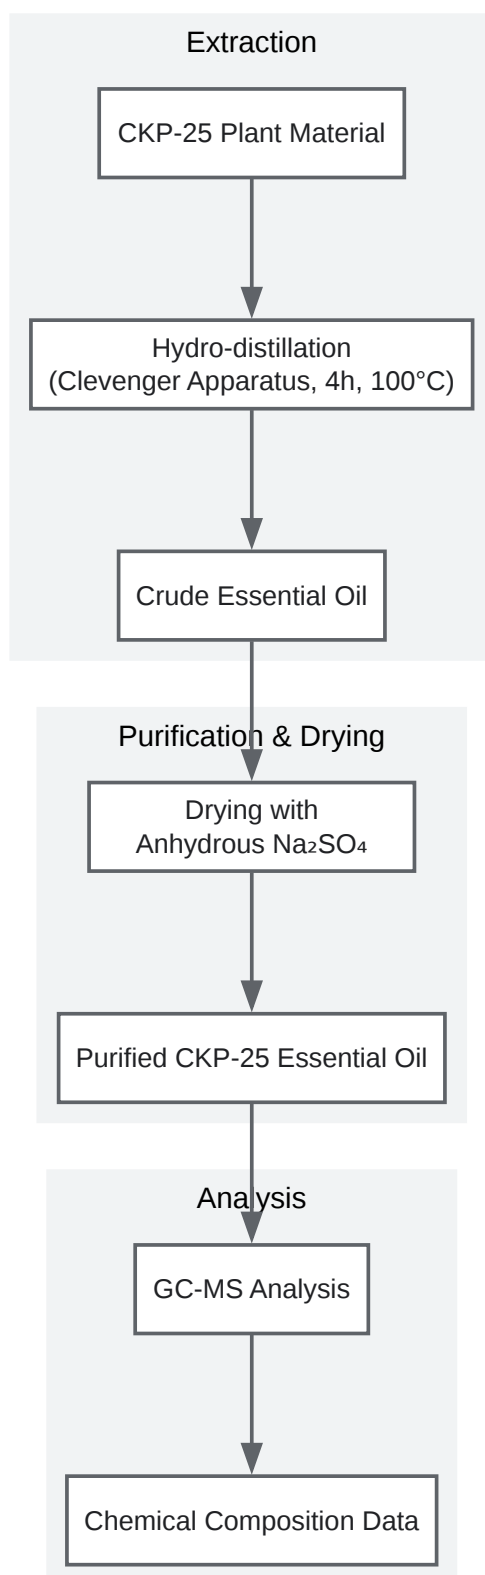 Extraction
CKP-25 Plant Material
Hydro-distillation
(Clevenger Apparatus, 4h, 100°C)
Crude Essential Oil
Purification & Drying
Drying with
Anhydrous Na₂SO₄
Purified CKP-25 Essential Oil
Analysis
GC-MS Analysis
Chemical Composition Data